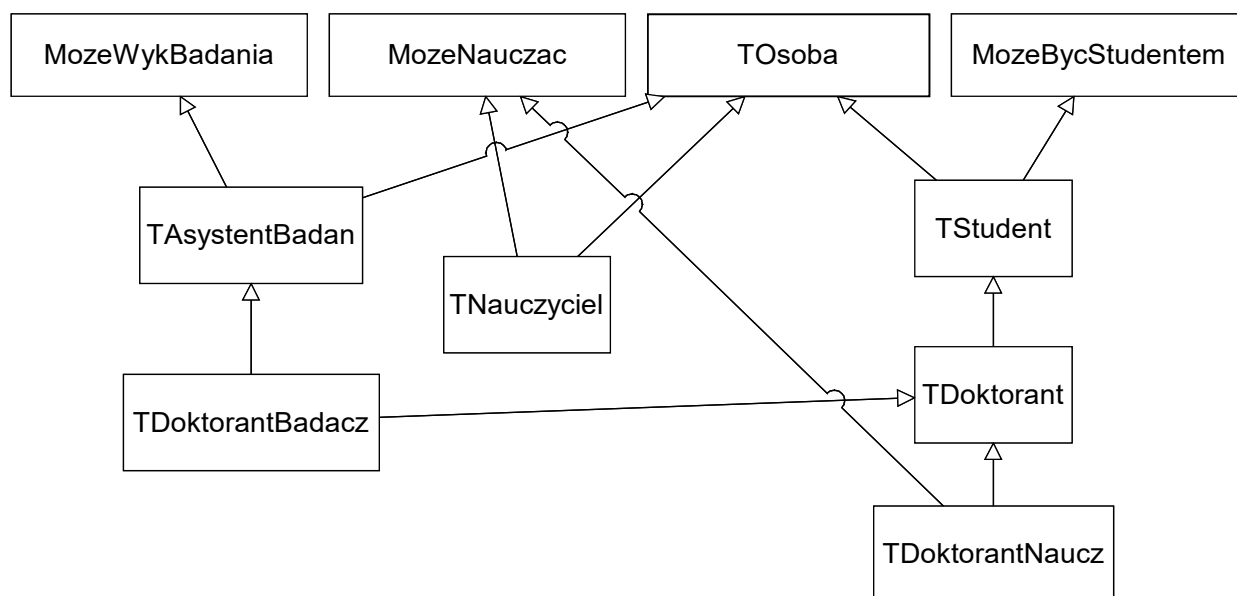 MozeWykBadania
MozeNauczac
TOsoba
MozeBycStudentem
TAsystentBadan
TStudent
TNauczyciel
TDoktorantBadacz
TDoktorant
TDoktorantNaucz